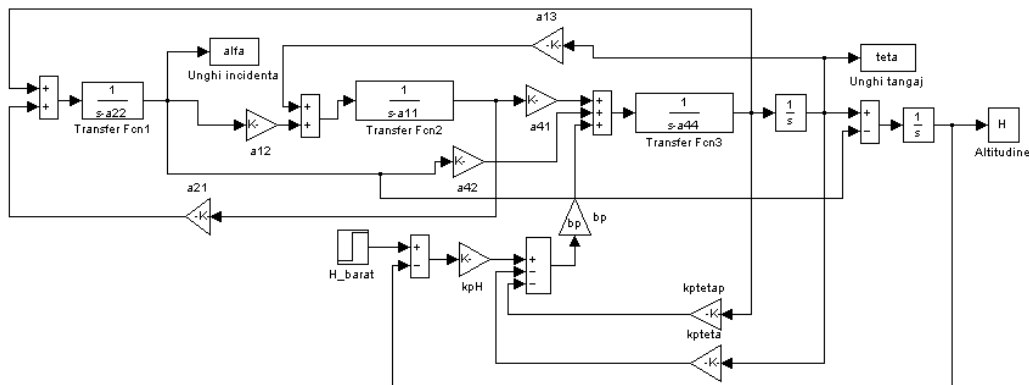 a13
alfa
Unghi incidenta
teta
Unghi tangaj
+
+
1
s-a22
Transfer Fcn1
K-
a12
+
+
1
s-a11
Transfer Fcn2
-K-
K-
a41
+
+
+
1
s-a44
Transfer Fcn3
1
s
+
−
1
s
H
Altitudine
K-
a42
a21
-K-
bp
bp
H_barat
+
−
K-
kpH
+
−
−
kptetap
-K-
kpteta
-K-